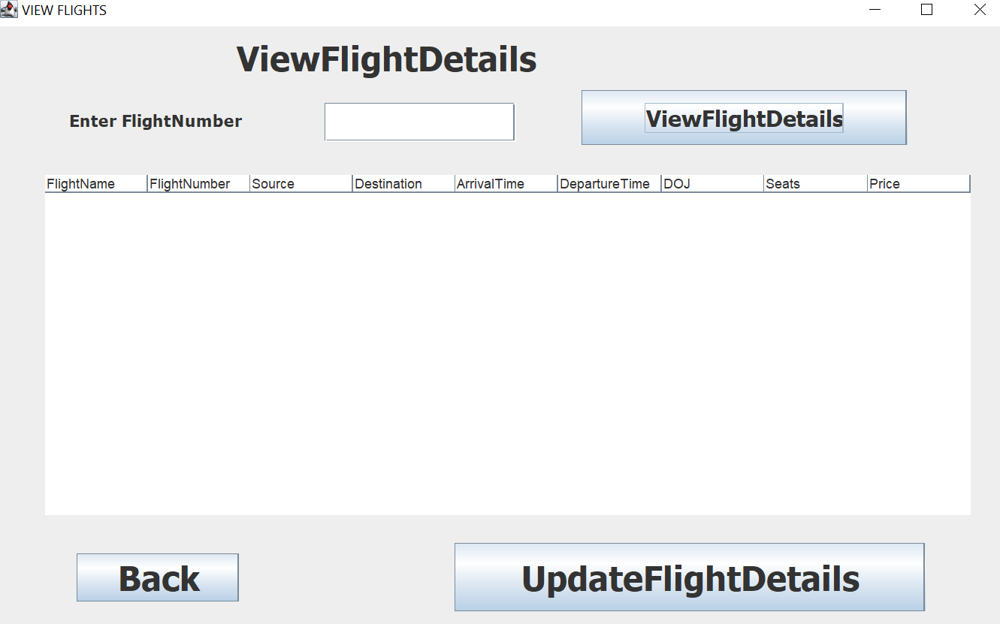 VIEW FLIGHTS
ViewFlightDetails
Enter FlightNumber
ViewFlightDetails
FlightName FlightNumber Source Destination ArrivalTime DepartureTime DOJ Seats Price
Back
UpdateFlightDetails